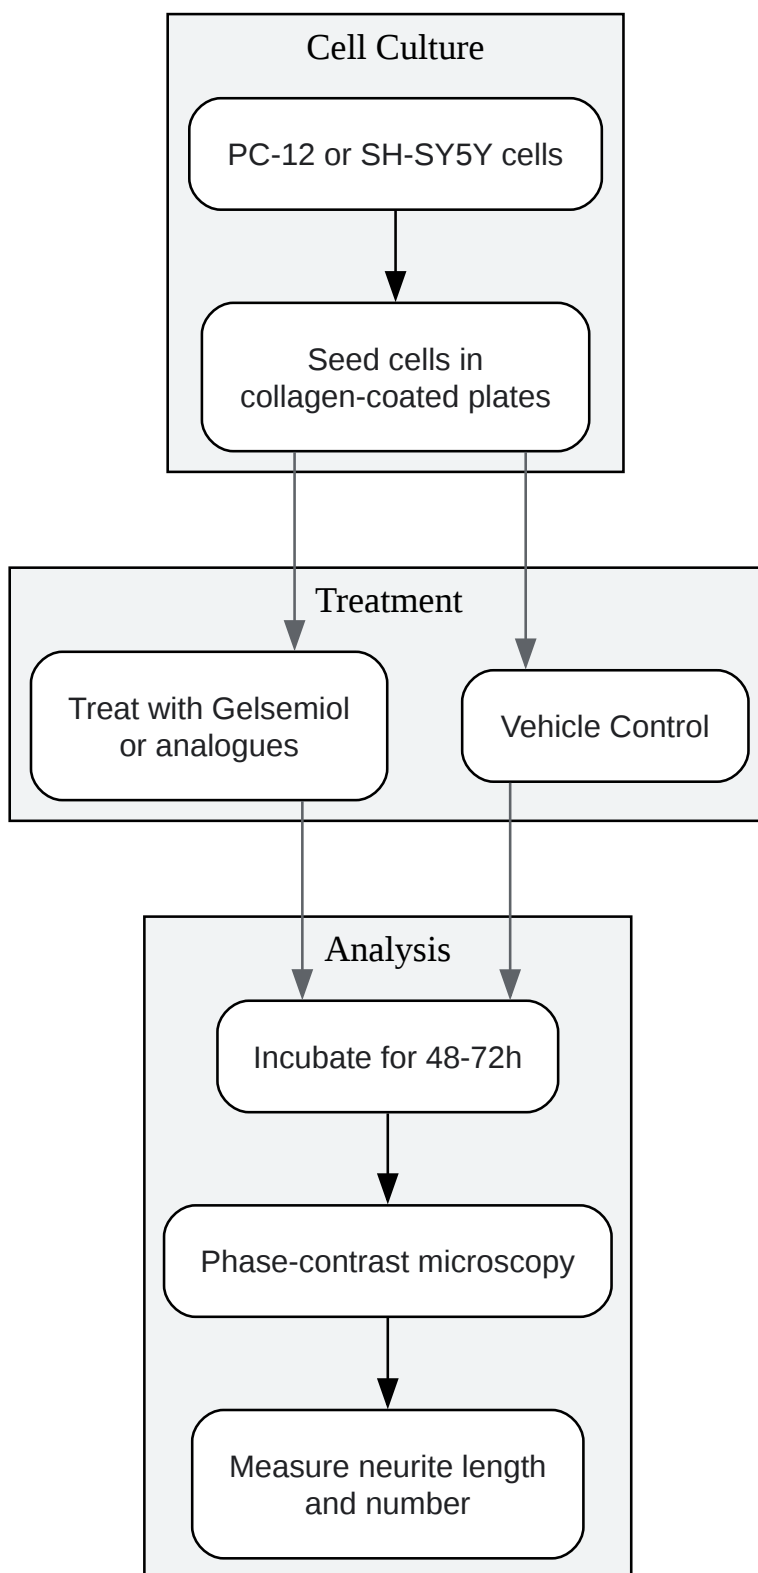 Cell Culture
PC-12 or SH-SY5Y cells
Seed cells in
collagen-coated plates
Treatment
Treat with Gelsemiol
or analogues
Vehicle Control
Analysis
Incubate for 48-72h
Phase-contrast microscopy
Measure neurite length
and number